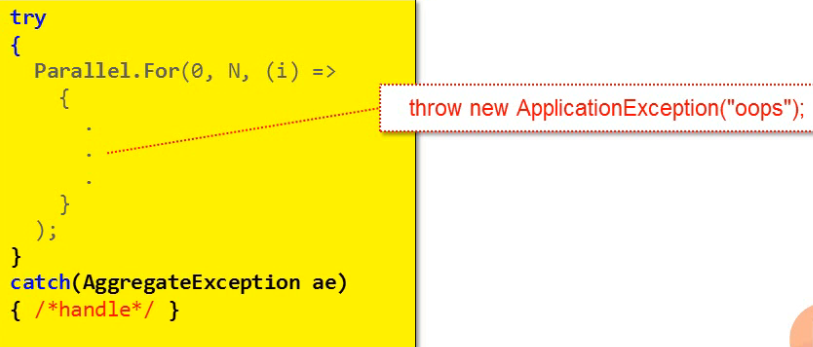 try
{
Parallel.For(0, N, (i) =>
{
.
.
.
}
);
}
catch(AggregateException ae)
{ /*handle*/ }
throw new ApplicationException("oops");